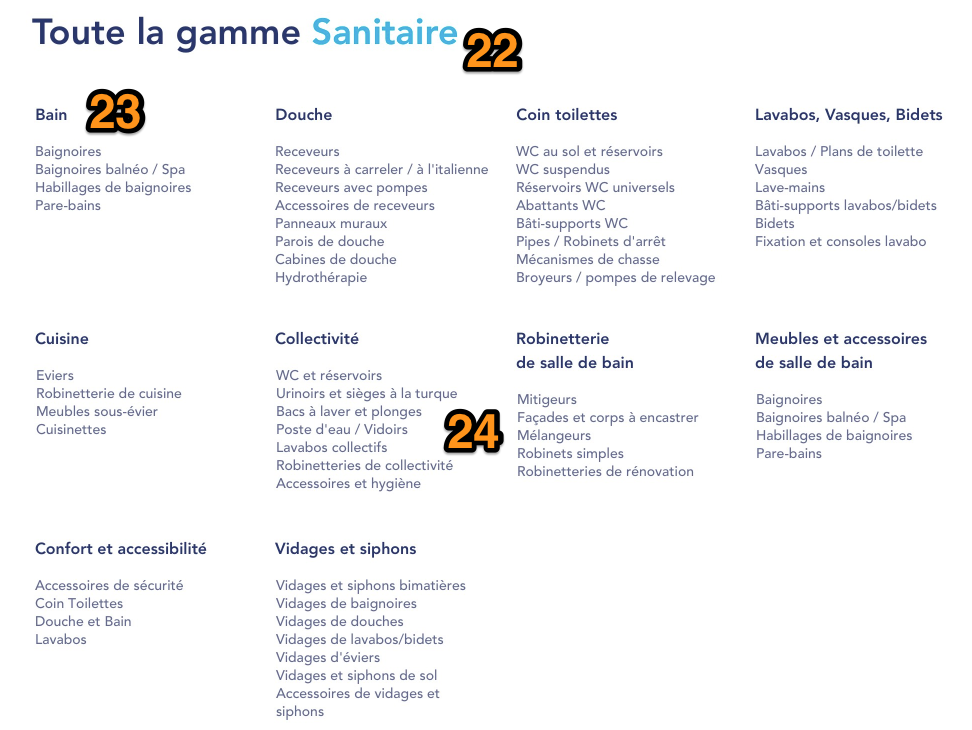 Toute la gamme Sanitaire
22
Bain
23
Baignoires
Baignoires balnéo / Spa
Habillages de baignoires
Pare-bains
Douche
Receveurs
Receveurs à carreler / à l'italienne
Receveurs avec pompes
Accessoires de receveurs
Panneaux muraux
Parois de douche
Cabines de douche
Hydrothérapie
Coin toilettes
WC au sol et réservoirs
WC suspendus
Réservoirs WC universels
Abattants WC
Bâti-supports WC
Pipes / Robinets d'arrêt
Mécanismes de chasse
Broyeurs / pompes de relevage
Lavabos, Vasques, Bidets
Lavabos / Plans de toilette
Vasques
Lave-mains
Bâti-supports lavabos/bidets
Bidets
Fixation et consoles lavabo
Cuisine
Eviers
Robinetterie de cuisine
Meubles sous-évier
Cuisinettes
Collectivité
WC et réservoirs
Urinoirs et sièges à la turque
Bacs à laver et plonges
Poste d'eau / Vidoirs
Lavabos collectifs
Robinetteries de collectivité
Accessoires et hygiène
24
Robinetterie
de salle de bain
Mitigeurs
Façades et corps à encastrer
Mélangeurs
Robinets simples
Robinetteries de rénovation
Meubles et accessoires
de salle de bain
Baignoires
Baignoires balnéo / Spa
Habillages de baignoires
Pare-bains
Confort et accessibilité
Accessoires de sécurité
Coin Toilettes
Douche et Bain
Lavabos
Vidages et siphons
Vidages et siphons bimatières
Vidages de baignoires
Vidages de douches
Vidages de lavabos/bidets
Vidages d'éviers
Vidages et siphons de sol
Accessoires de vidages et
siphons